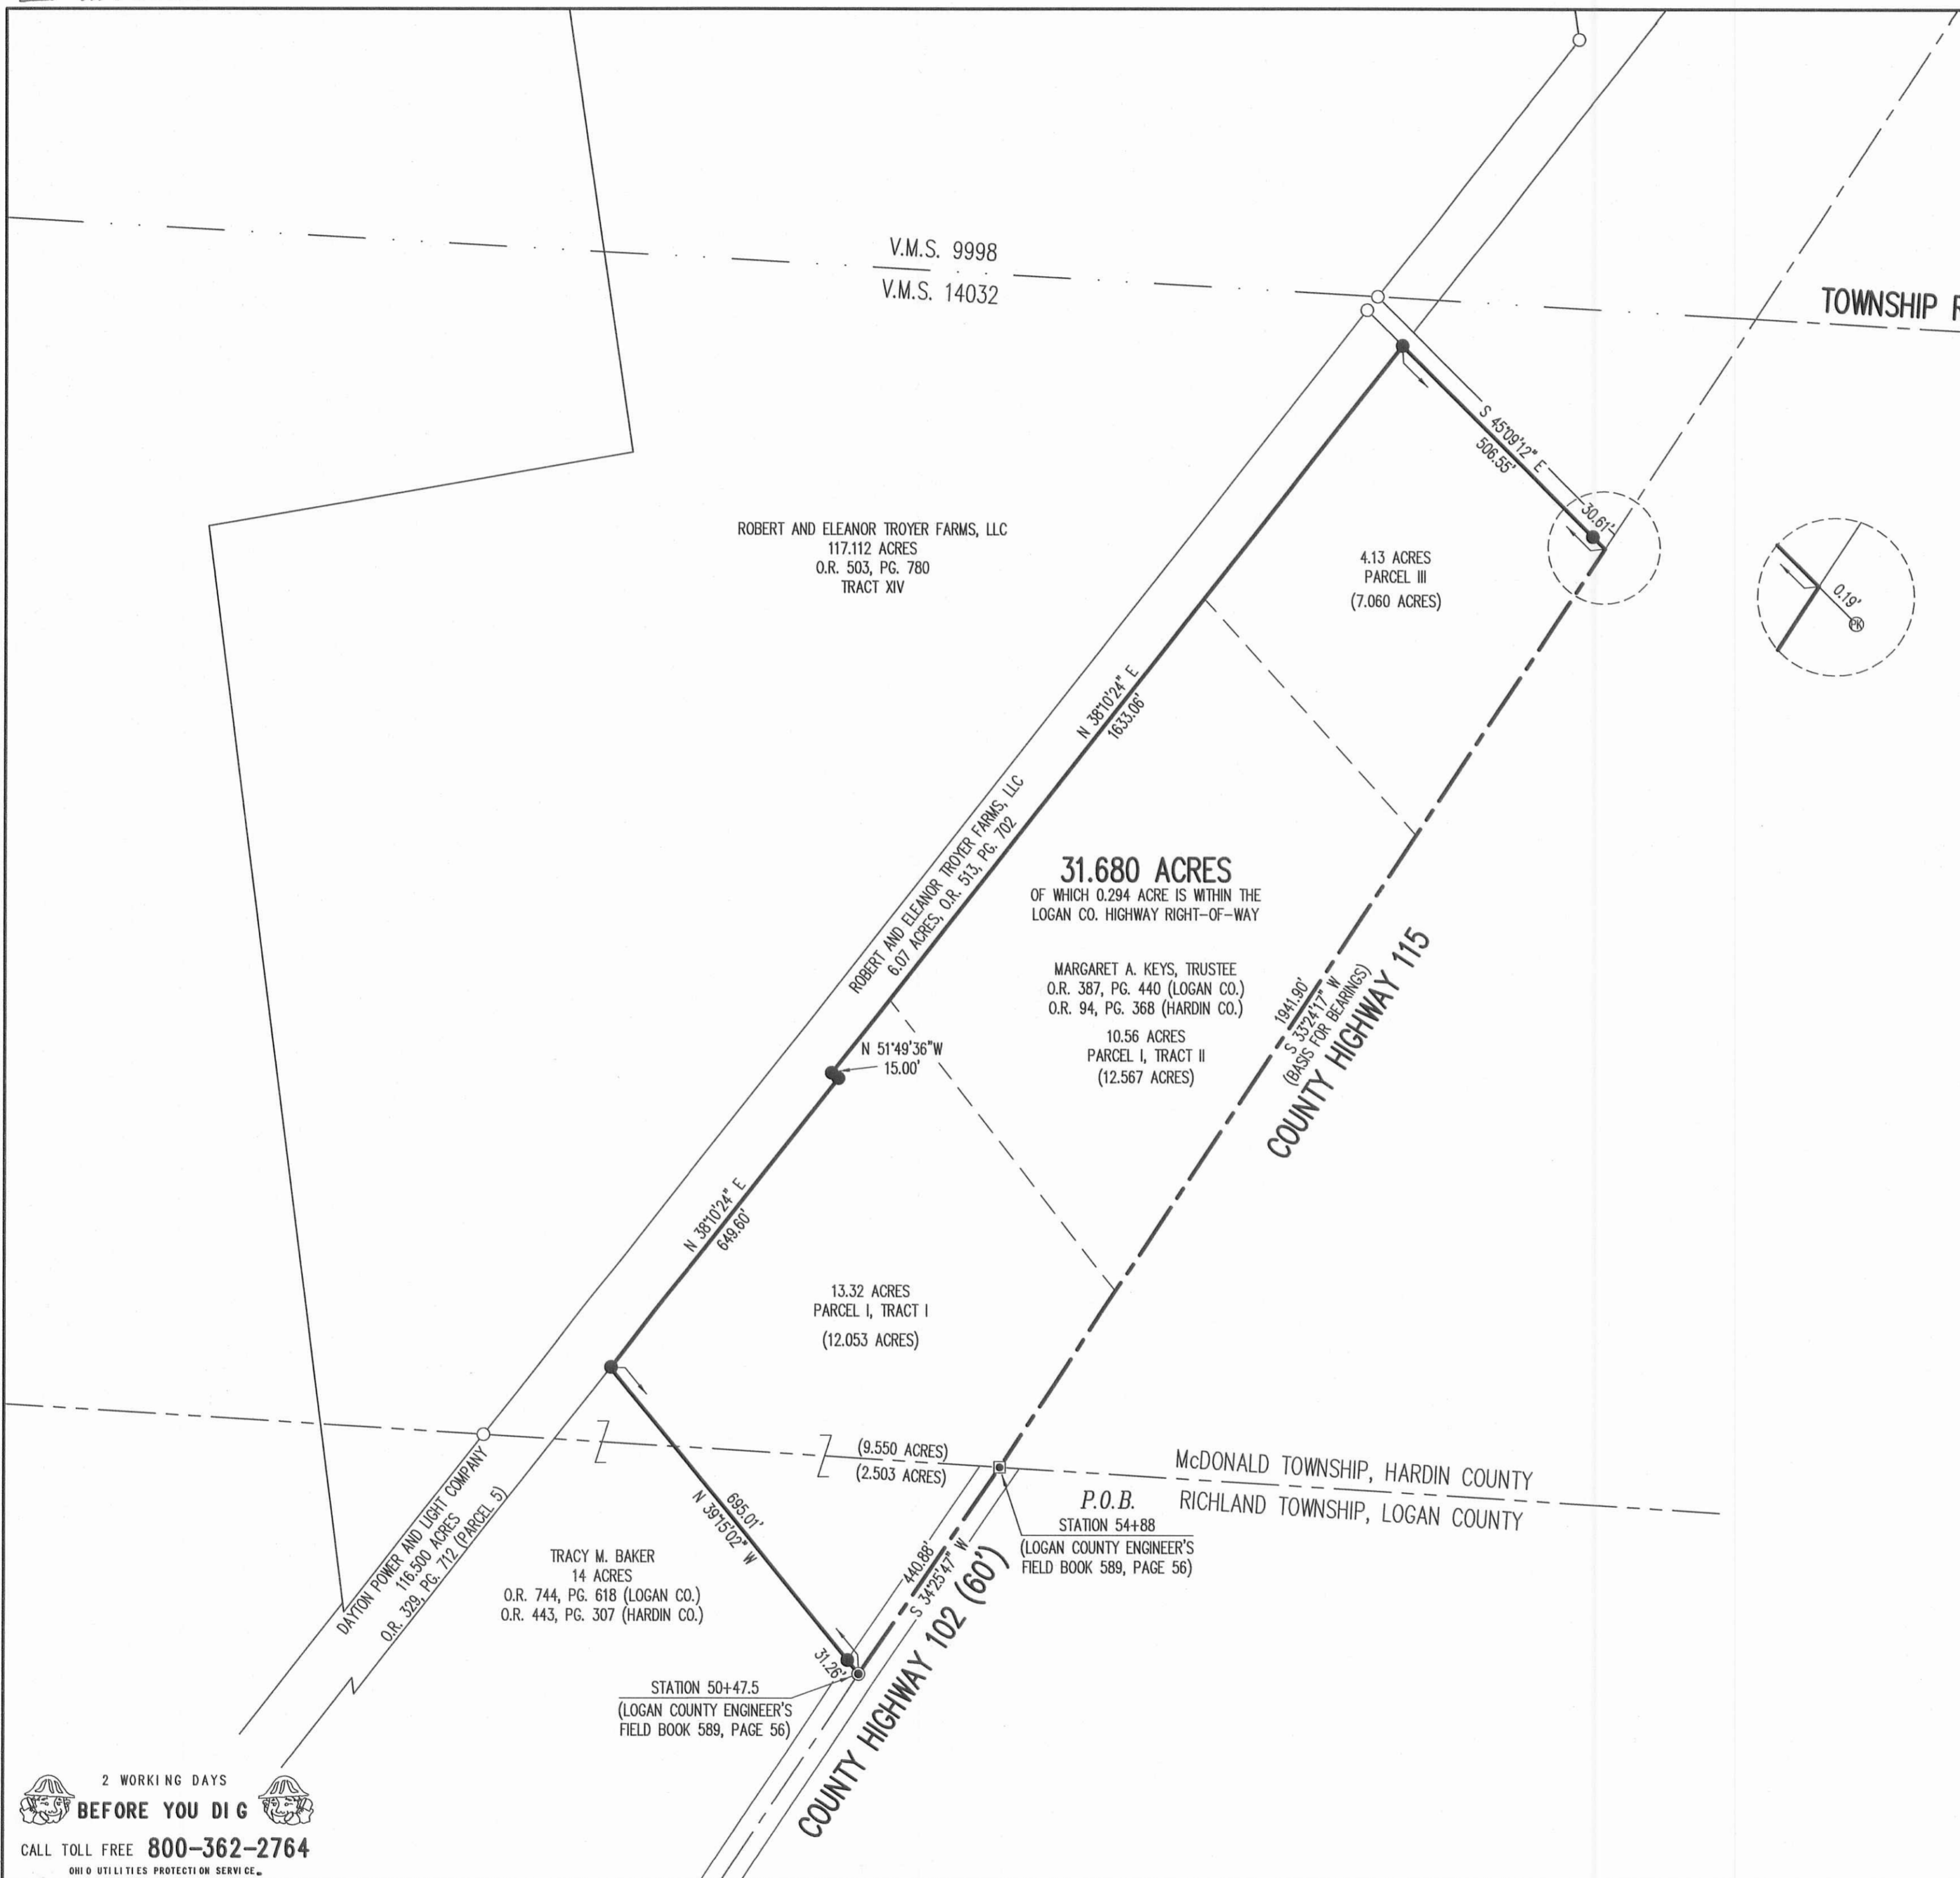 V.M.S. 9998
V.M.S. 14032
TOWNSHIP R
S 45°09'12" E
506.55'
30.61'
0.19'
PK
ROBERT AND ELEANOR TROYER FARMS, LLC
117.112 ACRES
O.R. 503, PG. 780
TRACT XIV
4.13 ACRES
PARCEL III
(7.060 ACRES)
N 38°10'24" E
1633.06'
ROBERT AND ELEANOR TROYER FARMS, LLC
6.07 ACRES, O.R. 513, PG. 702
31.680 ACRES
OF WHICH 0.294 ACRE IS WITHIN THE
LOGAN CO. HIGHWAY RIGHT-OF-WAY
MARGARET A. KEYS, TRUSTEE
O.R. 387, PG. 440 (LOGAN CO.)
O.R. 94, PG. 368 (HARDIN CO.)
10.56 ACRES
PARCEL I, TRACT II
(12.567 ACRES)
1941.90'
S 33°24'17" W
(BASIS FOR BEARINGS)
COUNTY HIGHWAY 115
N 51°49'36"W
15.00'
N 38°10'24" E
649.60'
13.32 ACRES
PARCEL I, TRACT I
(12.053 ACRES)
(9.550 ACRES)
(2.503 ACRES)
McDONALD TOWNSHIP, HARDIN COUNTY
RICHLAND TOWNSHIP, LOGAN COUNTY
P.O.B.
STATION 54+88
(LOGAN COUNTY ENGINEER'S
FIELD BOOK 589, PAGE 56)
695.01'
N 39°15'02" W
440.88'
S 34°25'47" W
COUNTY HIGHWAY 102 (60')
DAYTON POWER AND LIGHT COMPANY
116.500 ACRES
O.R. 329, PG. 712 (PARCEL 5)
TRACY M. BAKER
14 ACRES
O.R. 744, PG. 618 (LOGAN CO.)
O.R. 443, PG. 307 (HARDIN CO.)
31.26'
STATION 50+47.5
(LOGAN COUNTY ENGINEER'S
FIELD BOOK 589, PAGE 56)
2 WORKING DAYS
BEFORE YOU DIG
CALL TOLL FREE 800-362-2764
OHIO UTILITIES PROTECTION SERVICE